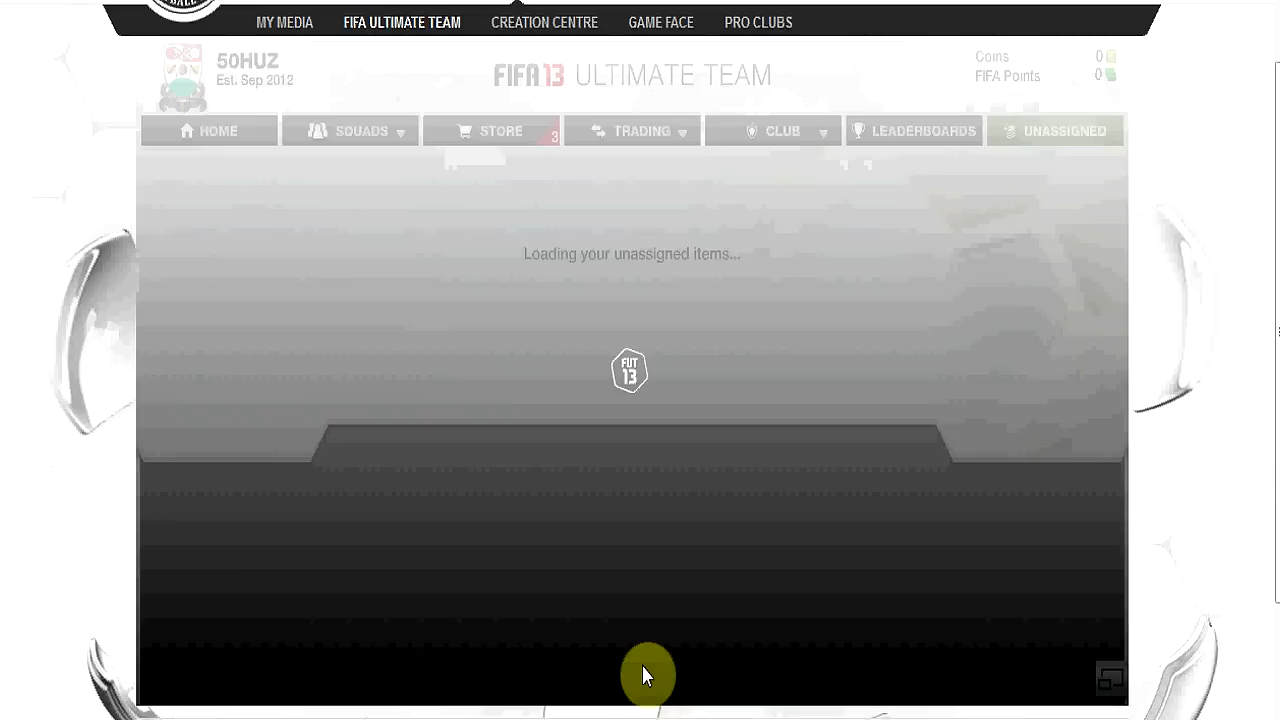 MY MEDIA FIFA ULTIMATE TEAM CREATION CENTRE GAME FACE PRO CLUBS
50HUZ
Est. Sep 2012
FIFA 13 ULTIMATE TEAM
Coins 0
FIFA Points 0
HOME SQUADS STORE 3 TRADING CLUB LEADERBOARDS UNASSIGNED
Loading your unassigned items...
FUT
13